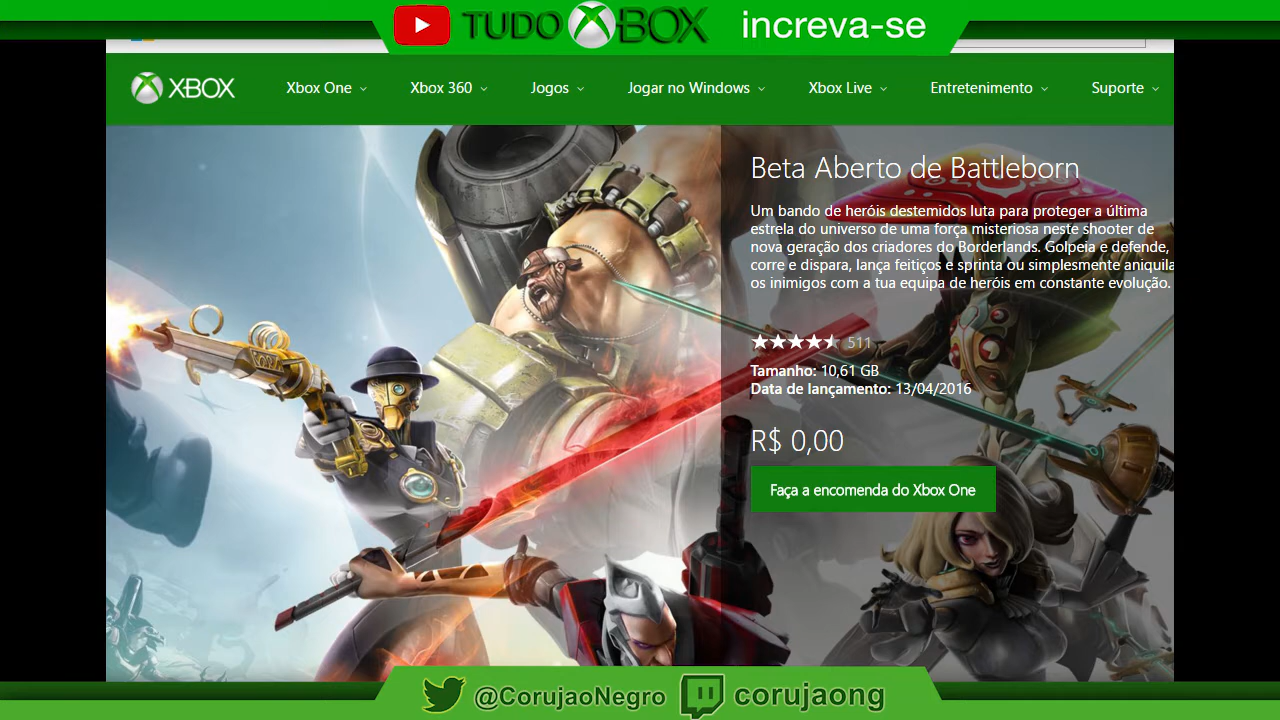 TUDO XBOX increva-se
XBOX
Xbox One
Xbox 360
Jogos
Jogar no Windows
Xbox Live
Entretenimento
Suporte
Beta Aberto de Battleborn
Um bando de heróis destemidos luta para proteger a última
estrela do universo de uma força misteriosa neste shooter de
nova geração dos criadores do Borderlands. Golpeia e defende,
corre e dispara, lança feitiços e sprinta ou simplesmente aniquila
os inimigos com a tua equipa de heróis em constante evolução.
511
Tamanho: 10,61 GB
Data de lançamento: 13/04/2016
R$ 0,00
Faça a encomenda do Xbox One
@CorujaoNegro corujaong